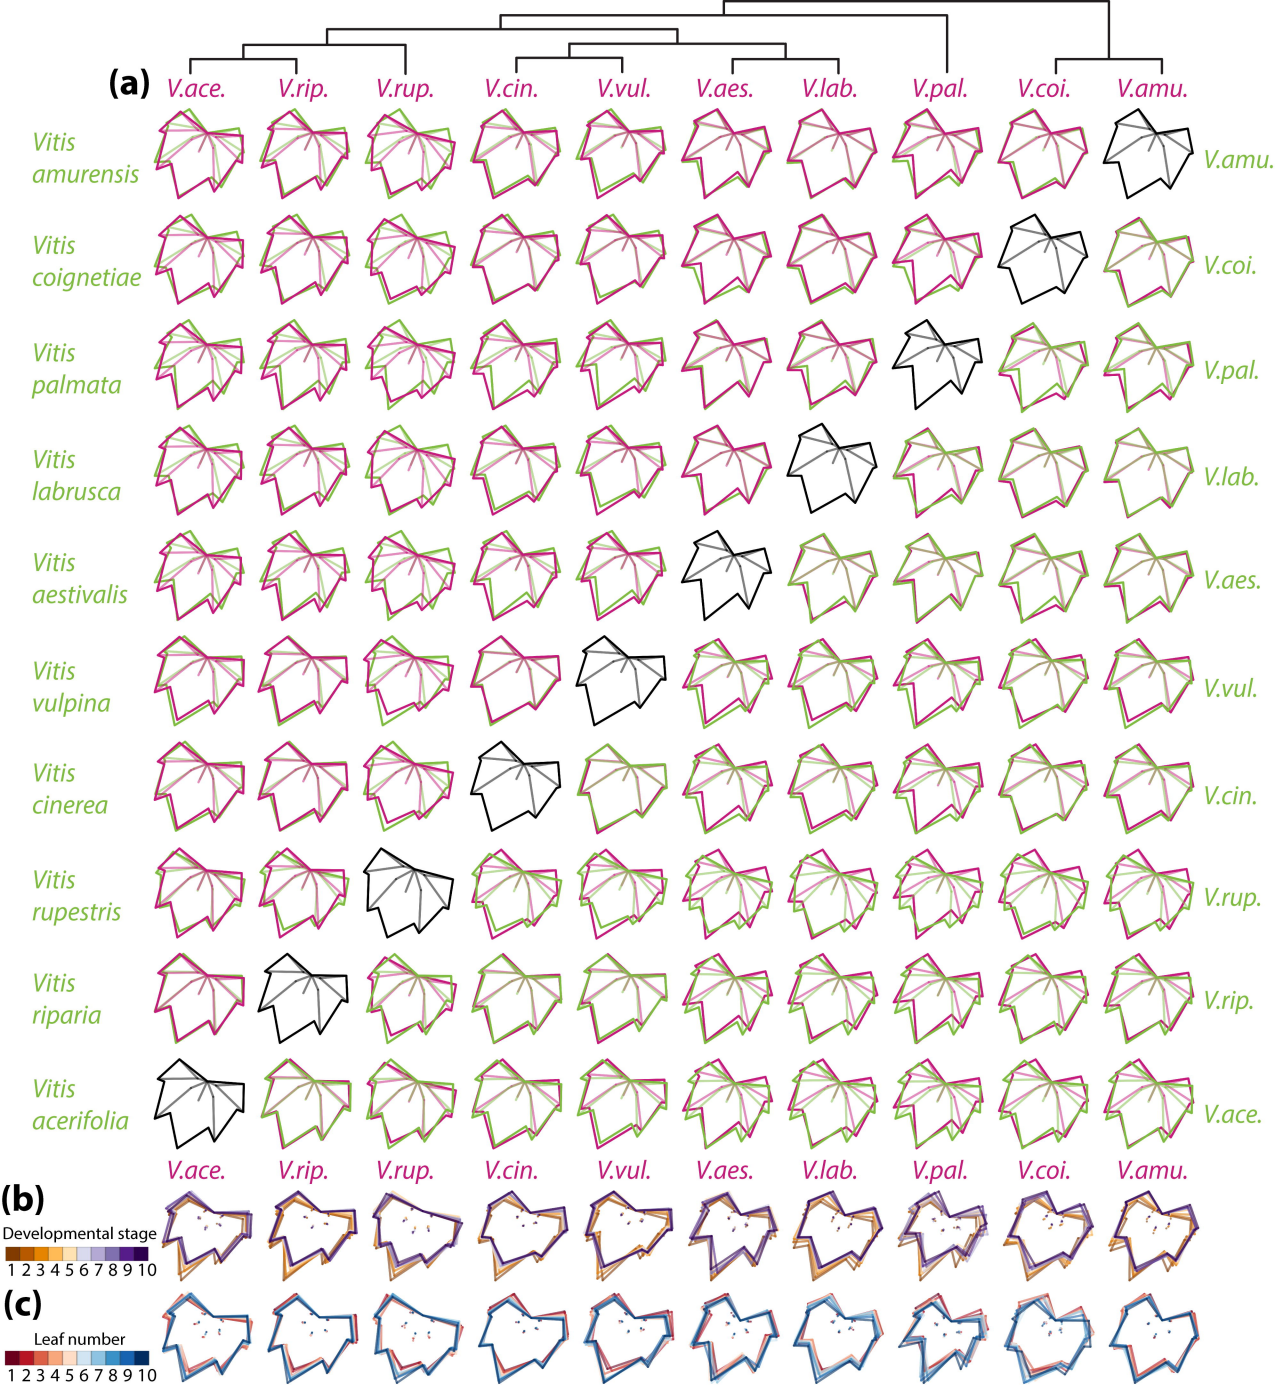 (a) V.ace. V.rip. V.rup. V.cin. V.vul. V.aes. V.lab. V.pal. V.coi. V.amu.
Vitis
amurensis
V.amu.
Vitis
coignetiae
V.coi.
Vitis
palmata
V.pal.
Vitis
labrusca
V.lab.
Vitis
aestivalis
V.aes.
Vitis
vulpina
V.vul.
Vitis
cinerea
V.cin.
Vitis
rupestris
V.rup.
Vitis
riparia
V.rip.
Vitis
acerifolia
V.ace.
V.ace. V.rip. V.rup. V.cin. V.vul. V.aes. V.lab. V.pal. V.coi. V.amu.
(b)
Developmental stage
1 2 3 4 5 6 7 8 9 10
(c)
Leaf number
1 2 3 4 5 6 7 8 9 10